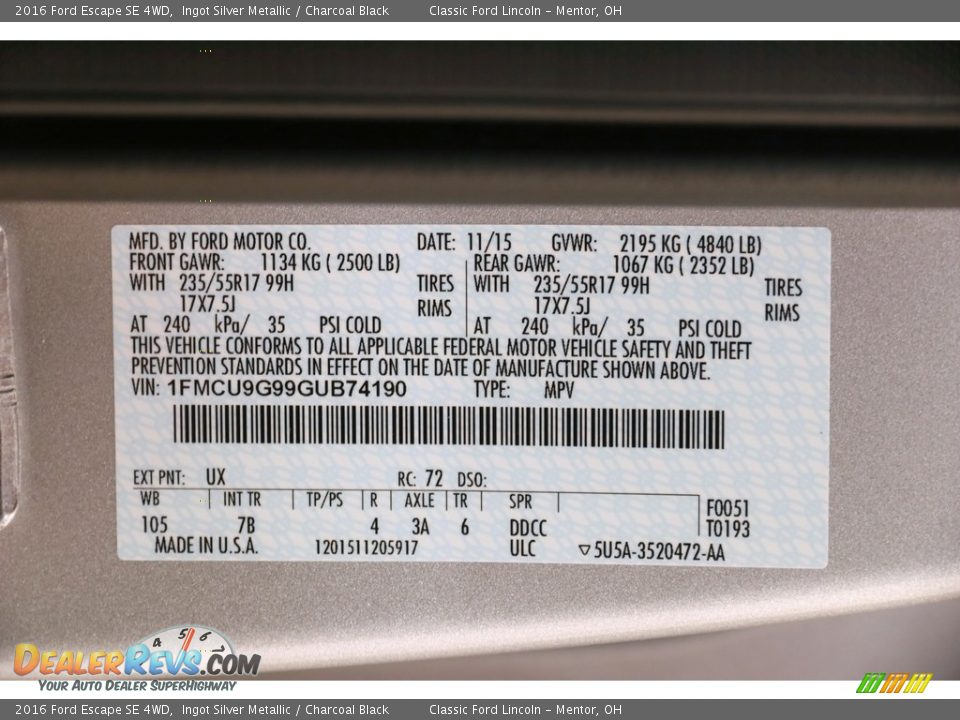 2016 Ford Escape SE 4WD, Ingot Silver Metallic / Charcoal Black Classic Ford Lincoln – Mentor, OH
MFD. BY FORD MOTOR CO. DATE: 11/15 GVWR: 2195 KG ( 4840 LB)
FRONT GAWR: 1134 KG ( 2500 LB) REAR GAWR: 1067 KG ( 2352 LB)
WITH 235/55R17 99H TIRES WITH 235/55R17 99H TIRES
17X7.5J RIMS 17X7.5J RIMS
AT 240 kPa/ 35 PSI COLD AT 240 kPa/ 35 PSI COLD
THIS VEHICLE CONFORMS TO ALL APPLICABLE FEDERAL MOTOR VEHICLE SAFETY AND THEFT
PREVENTION STANDARDS IN EFFECT ON THE DATE OF MANUFACTURE SHOWN ABOVE.
VIN: 1FMCU9G99GUB74190 TYPE: MPV
EXT PNT: UX RC: 72 DSO:
WB INT TR TP/PS R AXLE TR SPR F0051
105 7B 4 3A 6 DDCC T0193
MADE IN U.S.A. 1201511205917 ULC ▽5U5A-3520472-AA
4 5 6
DEALERREVS.COM
YOUR AUTO DEALER SUPERHIGHWAY
2016 Ford Escape SE 4WD, Ingot Silver Metallic / Charcoal Black Classic Ford Lincoln – Mentor, OH